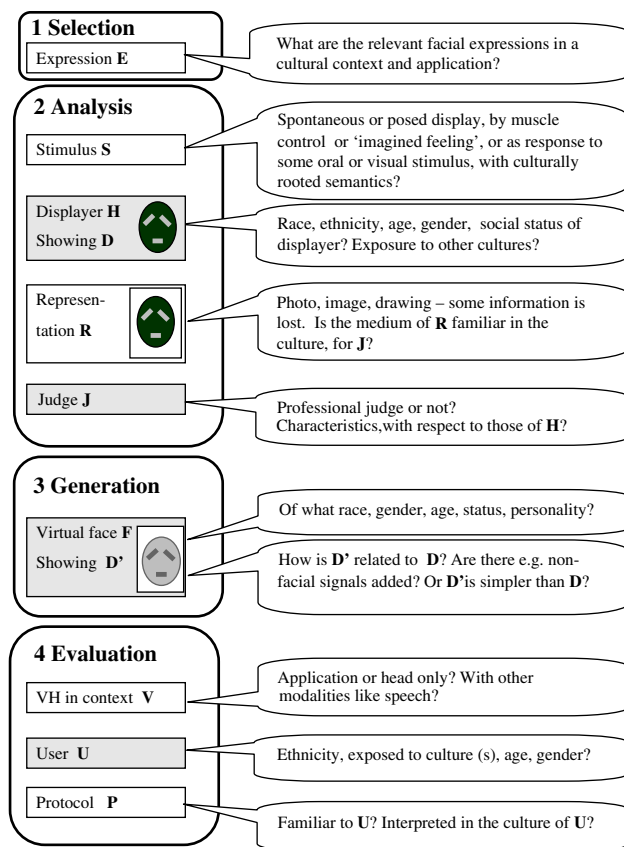 1 Selection
Expression E
What are the relevant facial expressions in a
cultural context and application?
2 Analysis
Stimulus S
Spontaneous or posed display, by muscle
control or ‘imagined feeling’, or as response to
some oral or visual stimulus, with culturally
rooted semantics?
Displayer H
Showing D
Race, ethnicity, age, gender, social status of
displayer? Exposure to other cultures?
Represen-
tation R
Photo, image, drawing – some information is
lost. Is the medium of R familiar in the
culture, for J?
Judge J
Professional judge or not?
Characteristics,with respect to those of H?
3 Generation
Virtual face F
Showing D’
Of what race, gender, age, status, personality?
How is D’ related to D? Are there e.g. non-
facial signals added? Or D’is simpler than D?
4 Evaluation
VH in context V
Application or head only? With other
modalities like speech?
User U
Ethnicity, exposed to culture (s), age, gender?
Protocol P
Familiar to U? Interpreted in the culture of U?